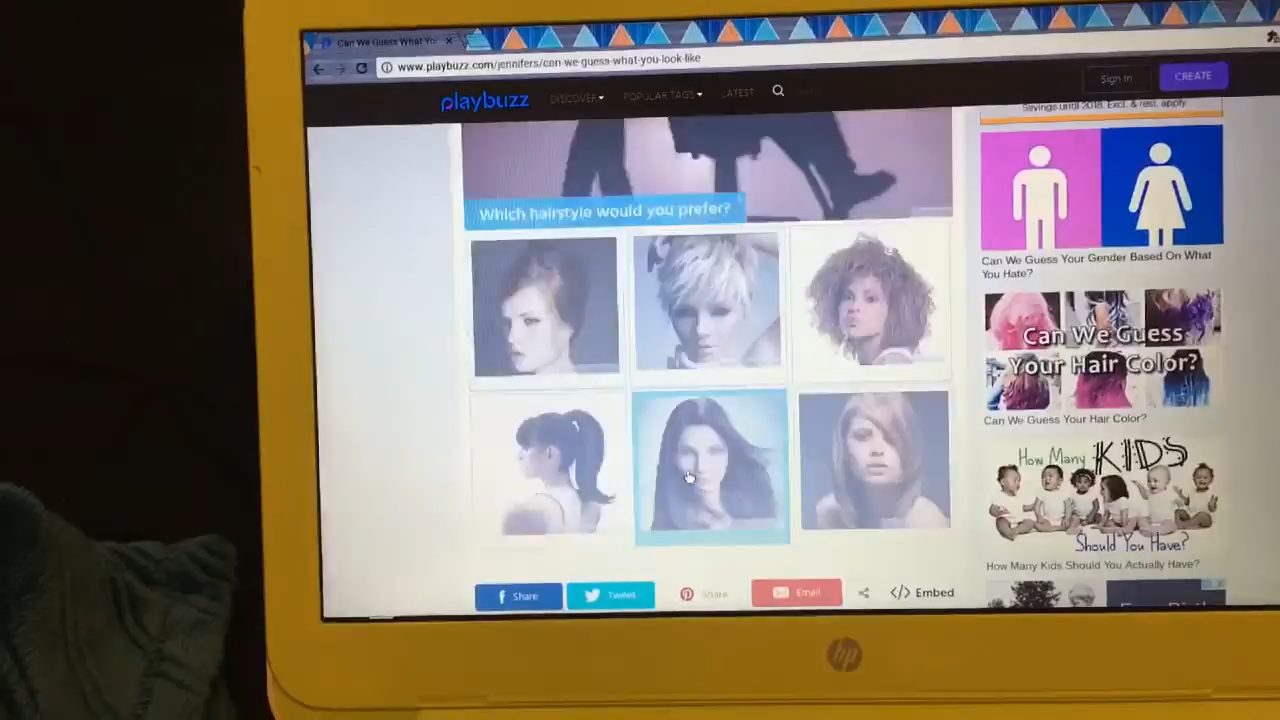 Can We Guess What Yo
www.playbuzz.com/jennifers/can-we-guess-what-you-look-like
playbuzz
DISCOVER
POPULAR TAGS
LATEST
Sign In
CREATE
Which hairstyle would you prefer?
Share
Tweet
Share
Email
</> Embed
Savings until 2018. Excl. & rest. apply.
Can We Guess Your Gender Based On What
You Hate?
Can We Guess
Your Hair Color?
Can We Guess Your Hair Color?
How Many KIDS
Should You Have?
How Many Kids Should You Actually Have?
hp